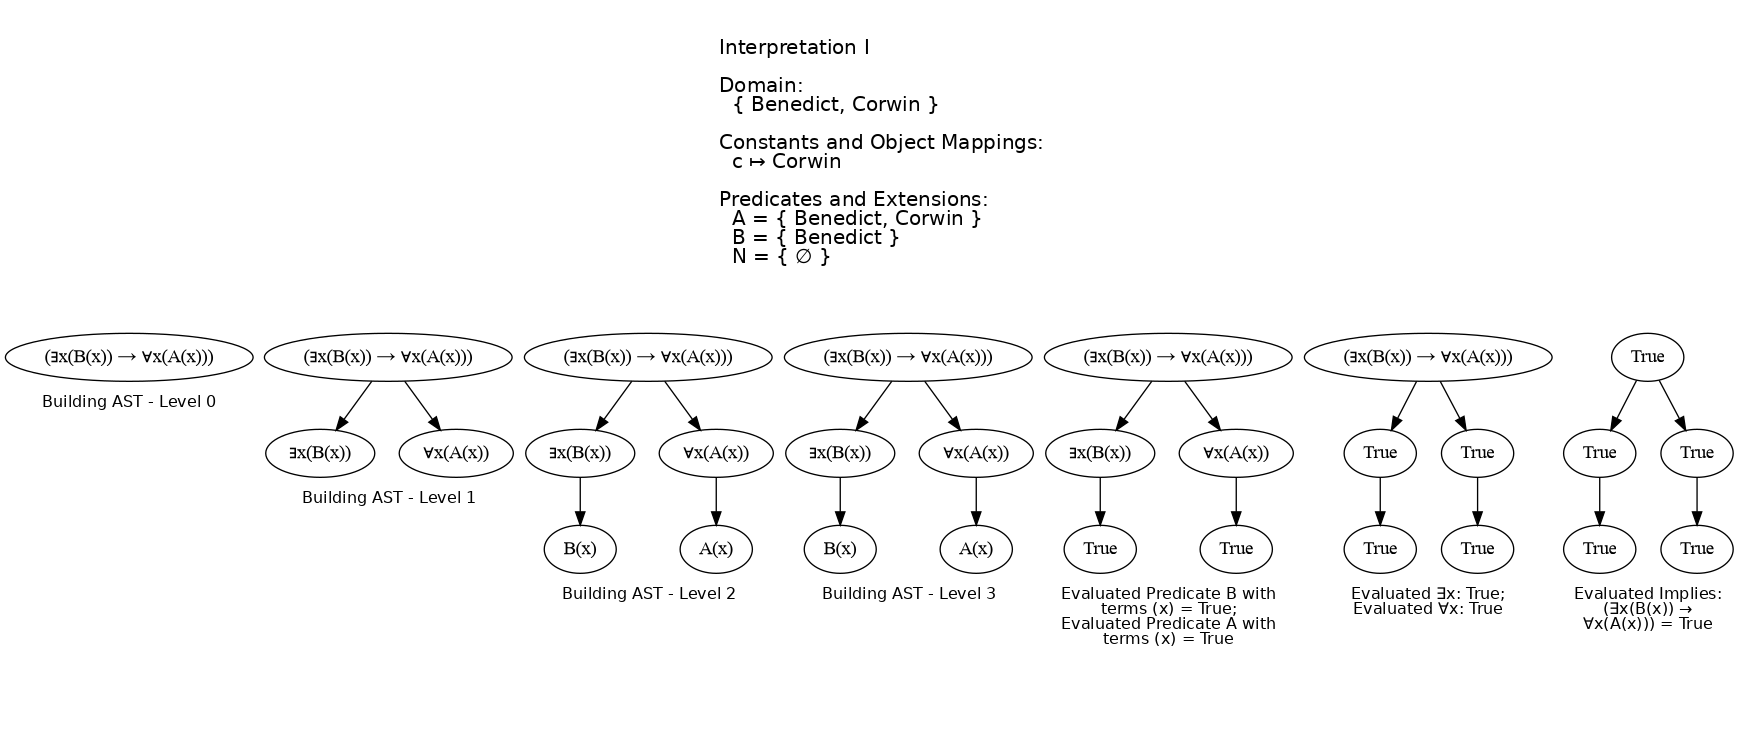 Interpretation I
Domain:
{ Benedict, Corwin }
Constants and Object Mappings:
c ↦ Corwin
Predicates and Extensions:
A = { Benedict, Corwin }
B = { Benedict }
N = { ∅ }
(∃x(B(x)) → ∀x(A(x)))
Building AST - Level 0
(∃x(B(x)) → ∀x(A(x)))
∃x(B(x))
∀x(A(x))
Building AST - Level 1
(∃x(B(x)) → ∀x(A(x)))
∃x(B(x))
∀x(A(x))
B(x)
A(x)
Building AST - Level 2
(∃x(B(x)) → ∀x(A(x)))
∃x(B(x))
∀x(A(x))
B(x)
A(x)
Building AST - Level 3
(∃x(B(x)) → ∀x(A(x)))
∃x(B(x))
∀x(A(x))
True
True
Evaluated Predicate B with
terms (x) = True;
Evaluated Predicate A with
terms (x) = True
(∃x(B(x)) → ∀x(A(x)))
True
True
True
True
Evaluated ∃x: True;
Evaluated ∀x: True
True
True
True
True
True
Evaluated Implies:
(∃x(B(x)) →
∀x(A(x))) = True